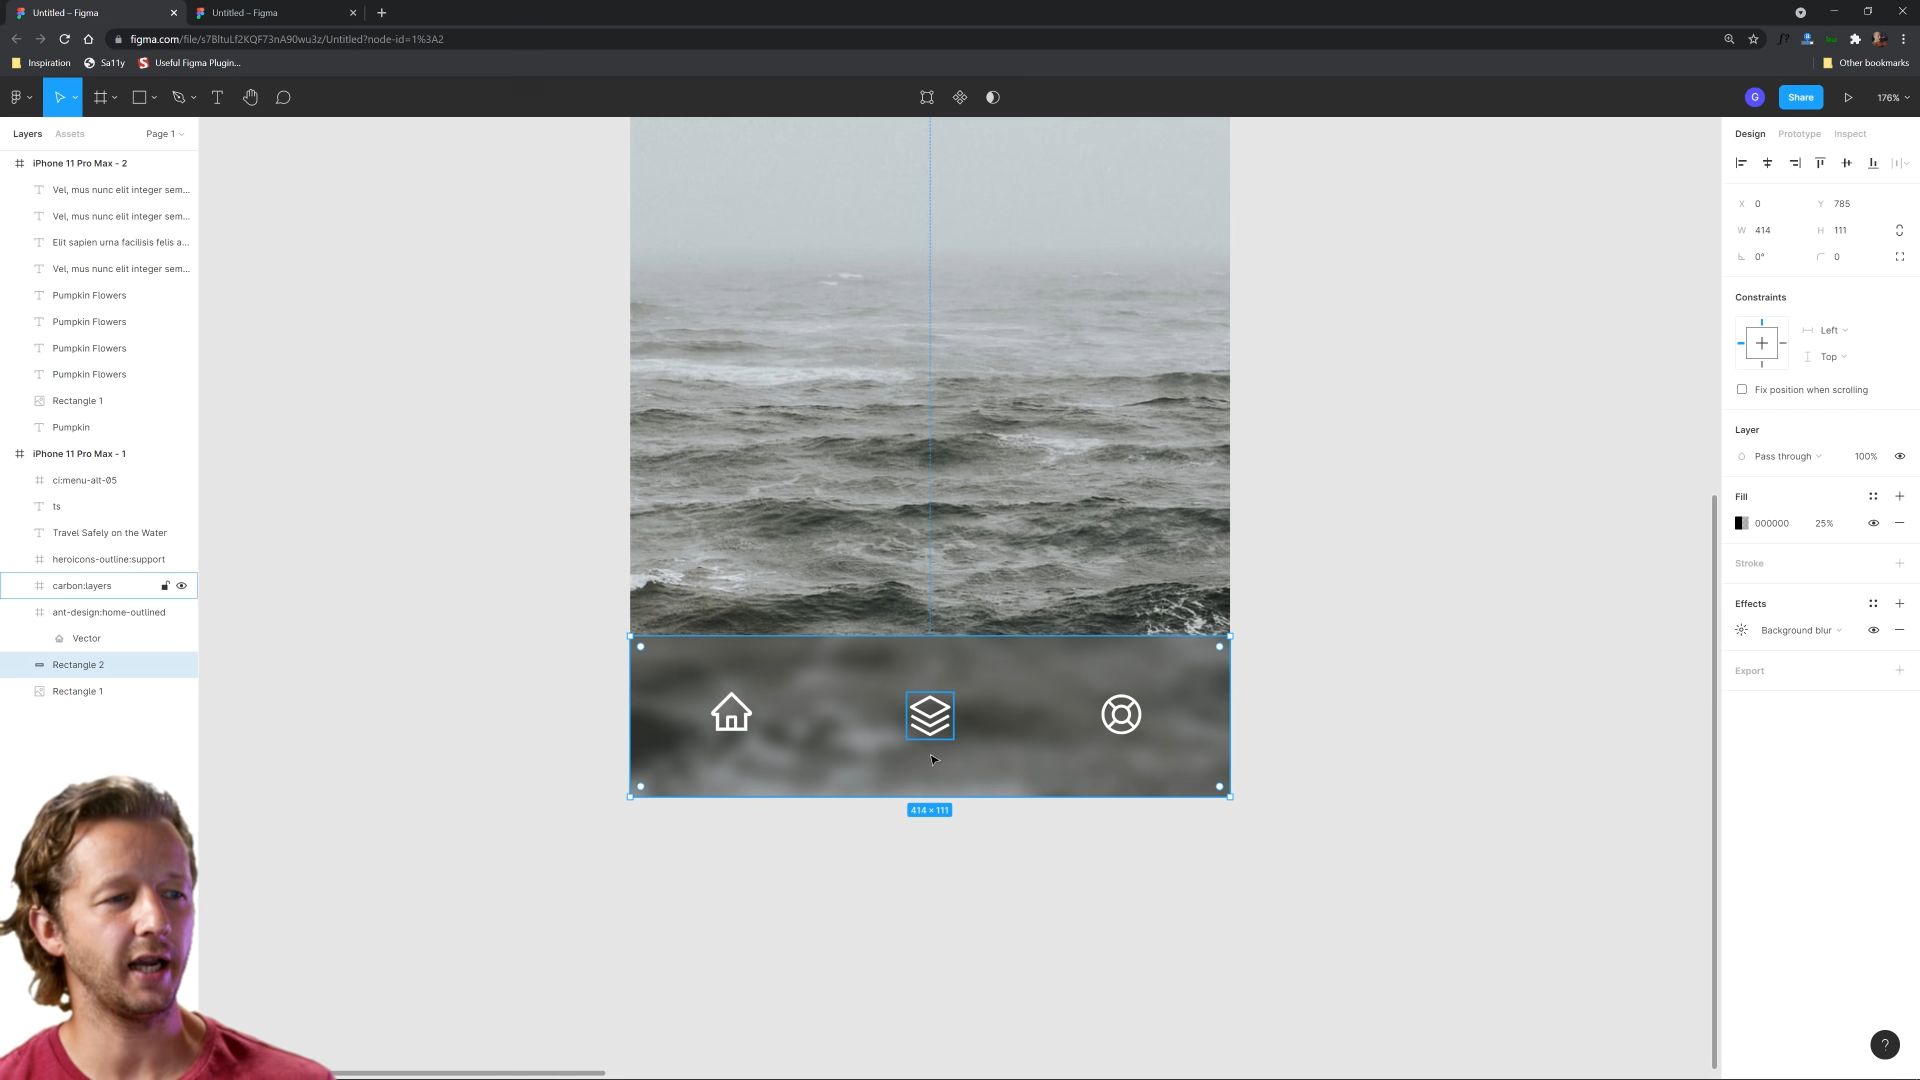 Untitled – Figma
Untitled – Figma
figma.com/file/s7BltuLf2KQF73nA90wu3z/Untitled?node-id=1%3A2
Inspiration
Sa11y
Useful Figma Plugin...
Other bookmarks
G
Share
176%
Layers
Assets
Page 1
iPhone 11 Pro Max - 2
Vel, mus nunc elit integer sem...
Vel, mus nunc elit integer sem...
Elit sapien urna facilisis felis a...
Vel, mus nunc elit integer sem...
Pumpkin Flowers
Pumpkin Flowers
Pumpkin Flowers
Pumpkin Flowers
Rectangle 1
Pumpkin
iPhone 11 Pro Max - 1
ci:menu-alt-05
ts
Travel Safely on the Water
heroicons-outline:support
carbon:layers
ant-design:home-outlined
Vector
Rectangle 2
Rectangle 1
414 × 111
Design
Prototype
Inspect
X 0
Y 785
W 414
H 111
0°
0
Constraints
Left
Top
Fix position when scrolling
Layer
Pass through
100%
Fill
000000
25%
Stroke
Effects
Background blur
Export
?